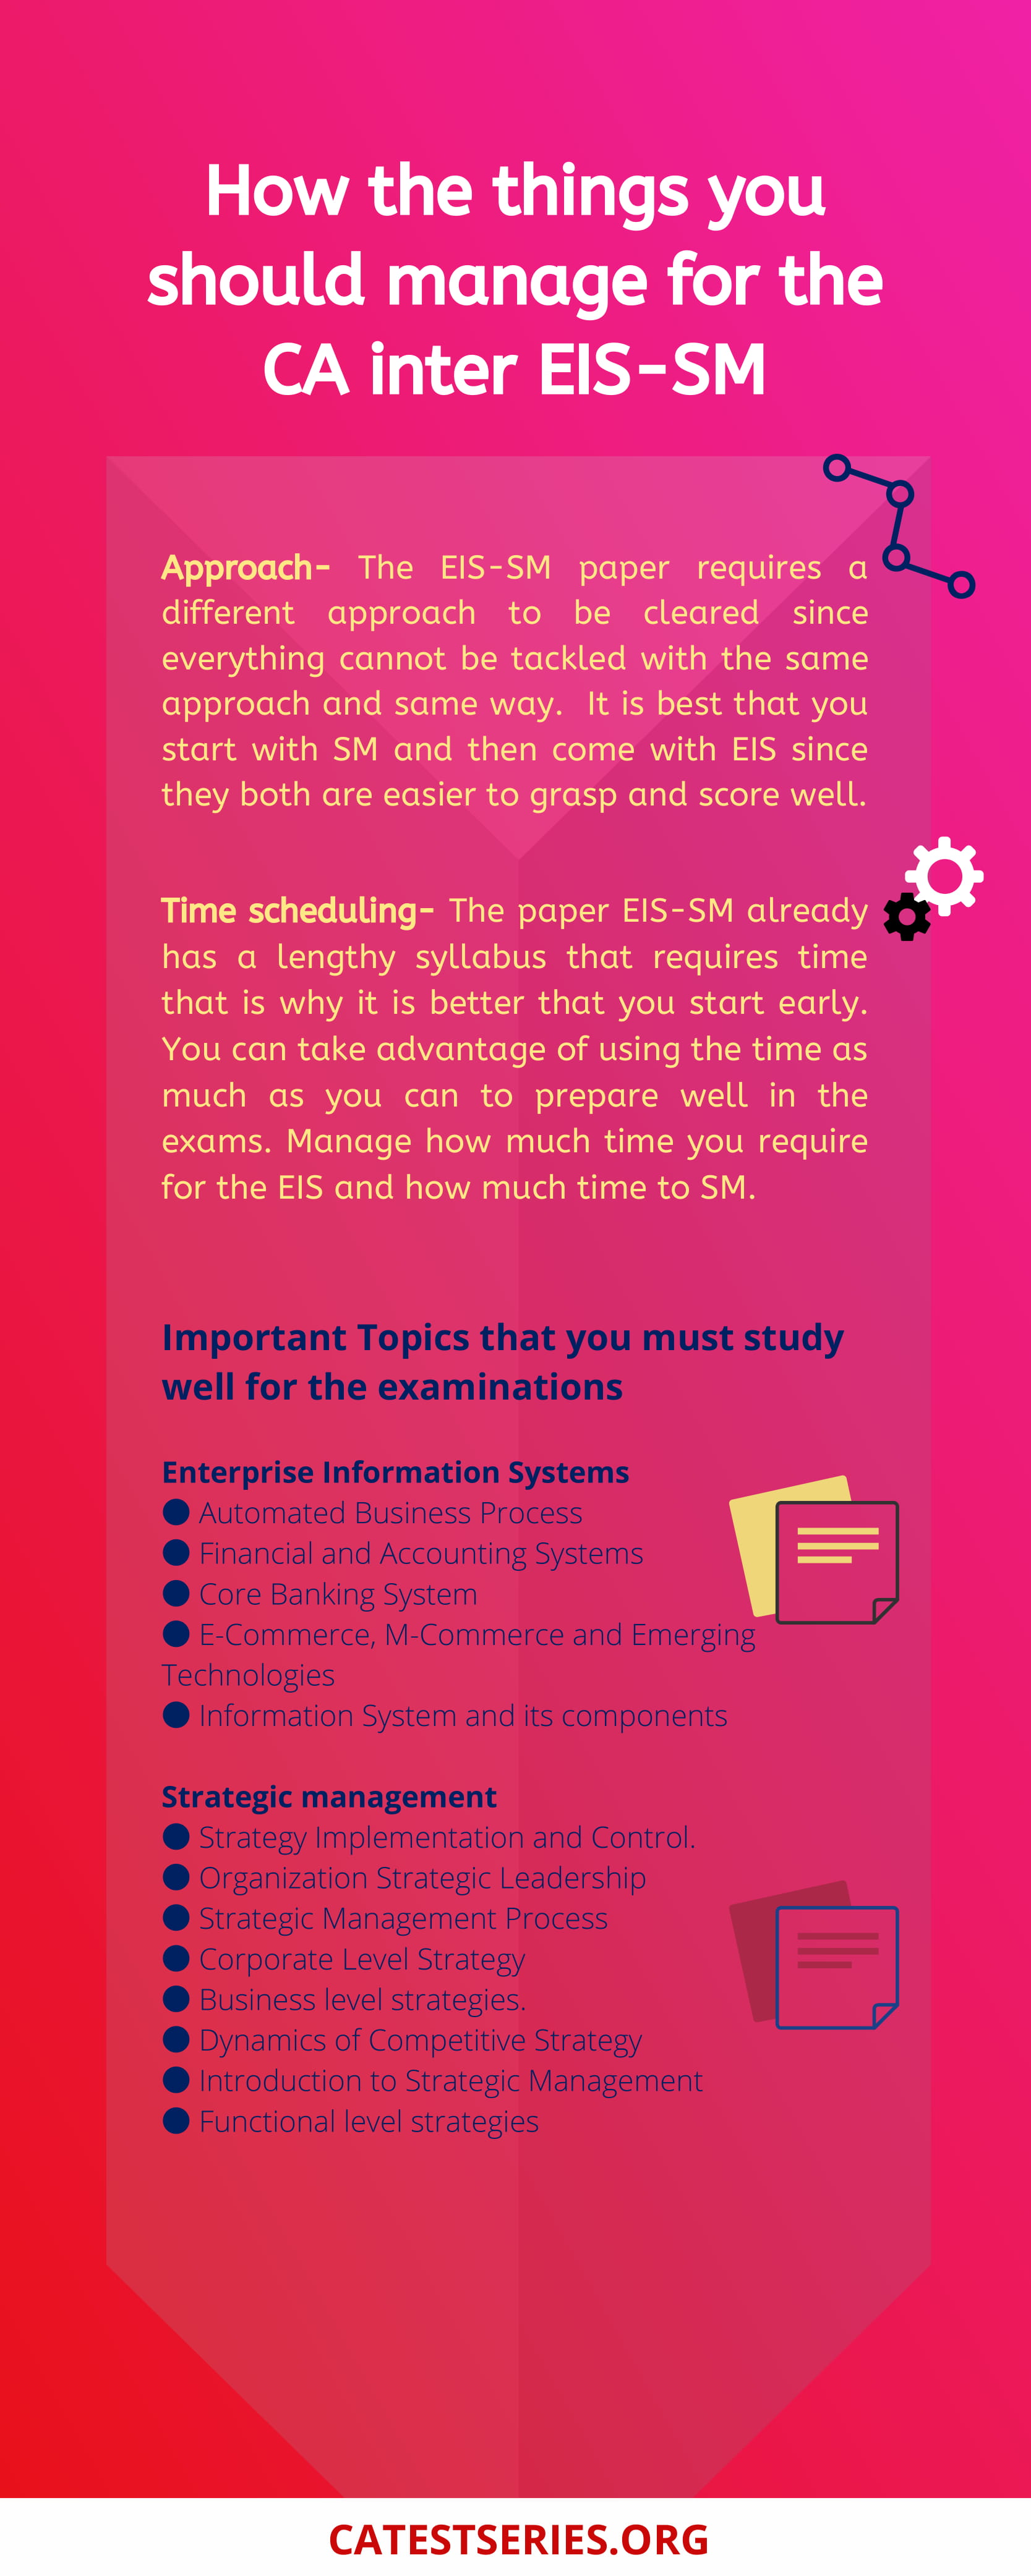 How the things you
should manage for the
CA inter EIS-SM
Approach- The EIS-SM paper requires a
different approach to be cleared since
everything cannot be tackled with the same
approach and same way. It is best that you
start with SM and then come with EIS since
they both are easier to grasp and score well.
Time scheduling- The paper EIS-SM already
has a lengthy syllabus that requires time
that is why it is better that you start early.
You can take advantage of using the time as
much as you can to prepare well in the
exams. Manage how much time you require
for the EIS and how much time to SM.
Important Topics that you must study
well for the examinations
Enterprise Information Systems
● Automated Business Process
● Financial and Accounting Systems
● Core Banking System
● E-Commerce, M-Commerce and Emerging
Technologies
● Information System and its components
Strategic management
● Strategy Implementation and Control.
● Organization Strategic Leadership
● Strategic Management Process
● Corporate Level Strategy
● Business level strategies.
● Dynamics of Competitive Strategy
● Introduction to Strategic Management
● Functional level strategies
CATESTSERIES.ORG